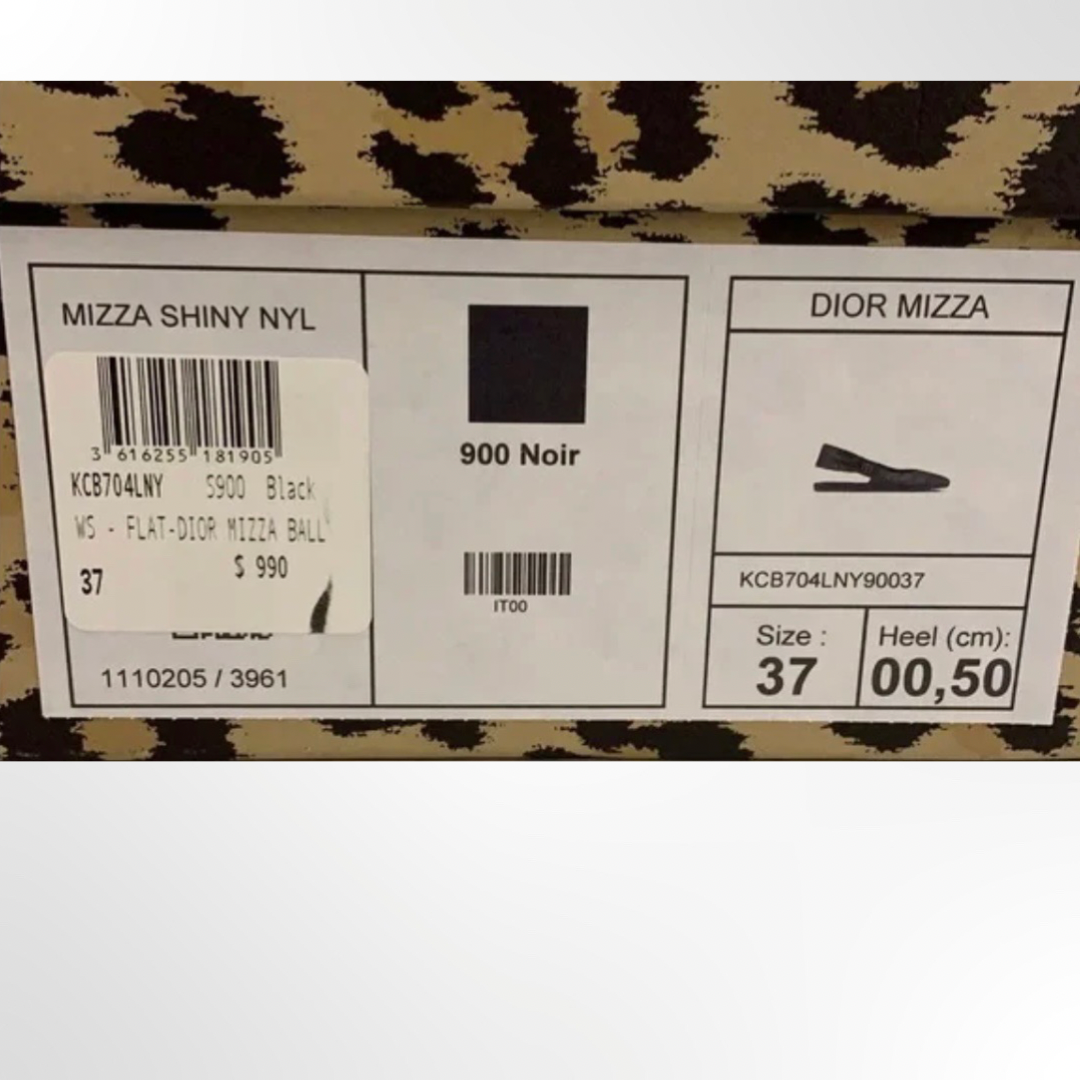 MIZZA SHINY NYL
3 616255 181905
KCB704LNY S900 Black
WS - FLAT-DIOR MIZZA BALL
$ 990
37
1110205 / 3961
900 Noir
IT00
DIOR MIZZA
KCB704LNY90037
Size :
37
Heel (cm):
00,50